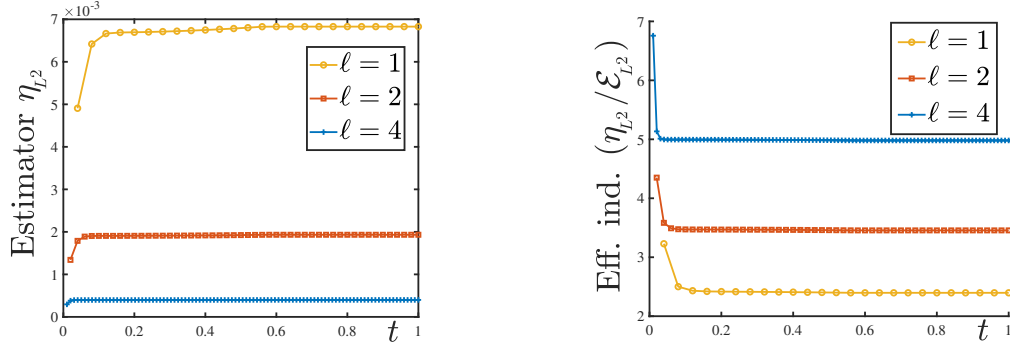 ×10⁻³
7
6
5
4
3
2
1
0
0
0.2
0.4
0.6
0.8
1
t
Estimator η_{L²}
ℓ = 1
ℓ = 2
ℓ = 4
7
6
5
4
3
2
0
0.2
0.4
0.6
0.8
1
t
Eff. ind. (η_{L²}/ℰ_{L²})
ℓ = 1
ℓ = 2
ℓ = 4